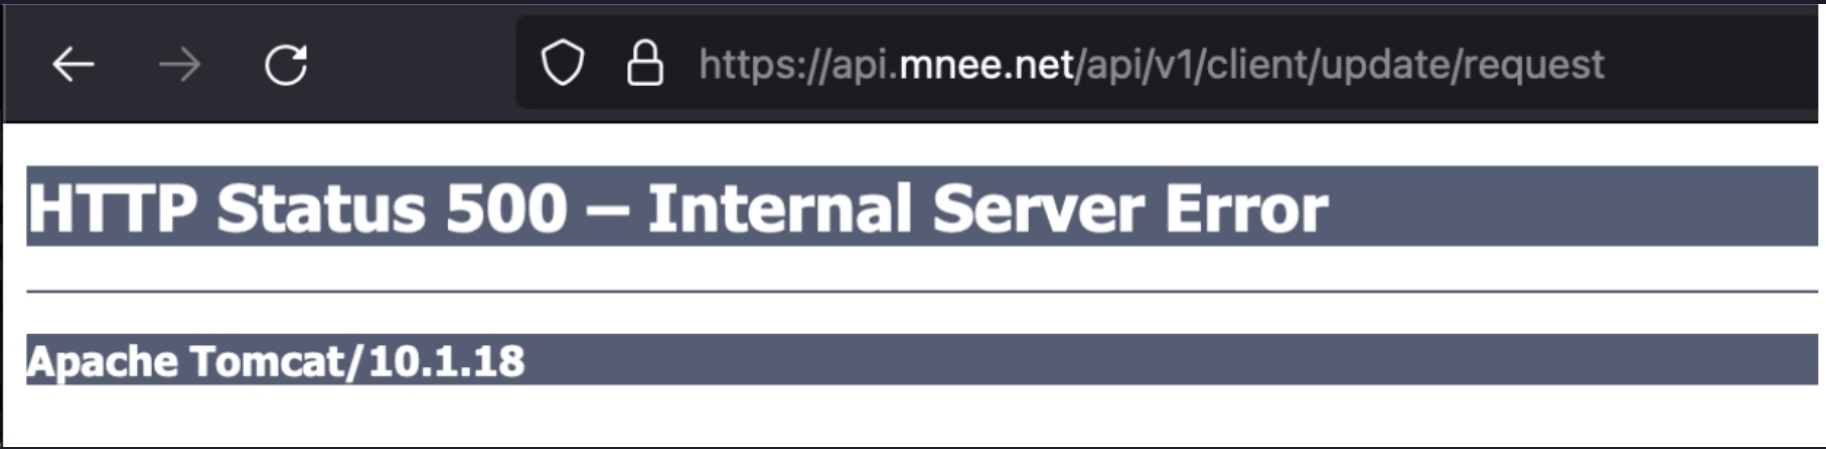 https://api.mnee.net/api/v1/client/update/request
HTTP Status 500 – Internal Server Error
Apache Tomcat/10.1.18